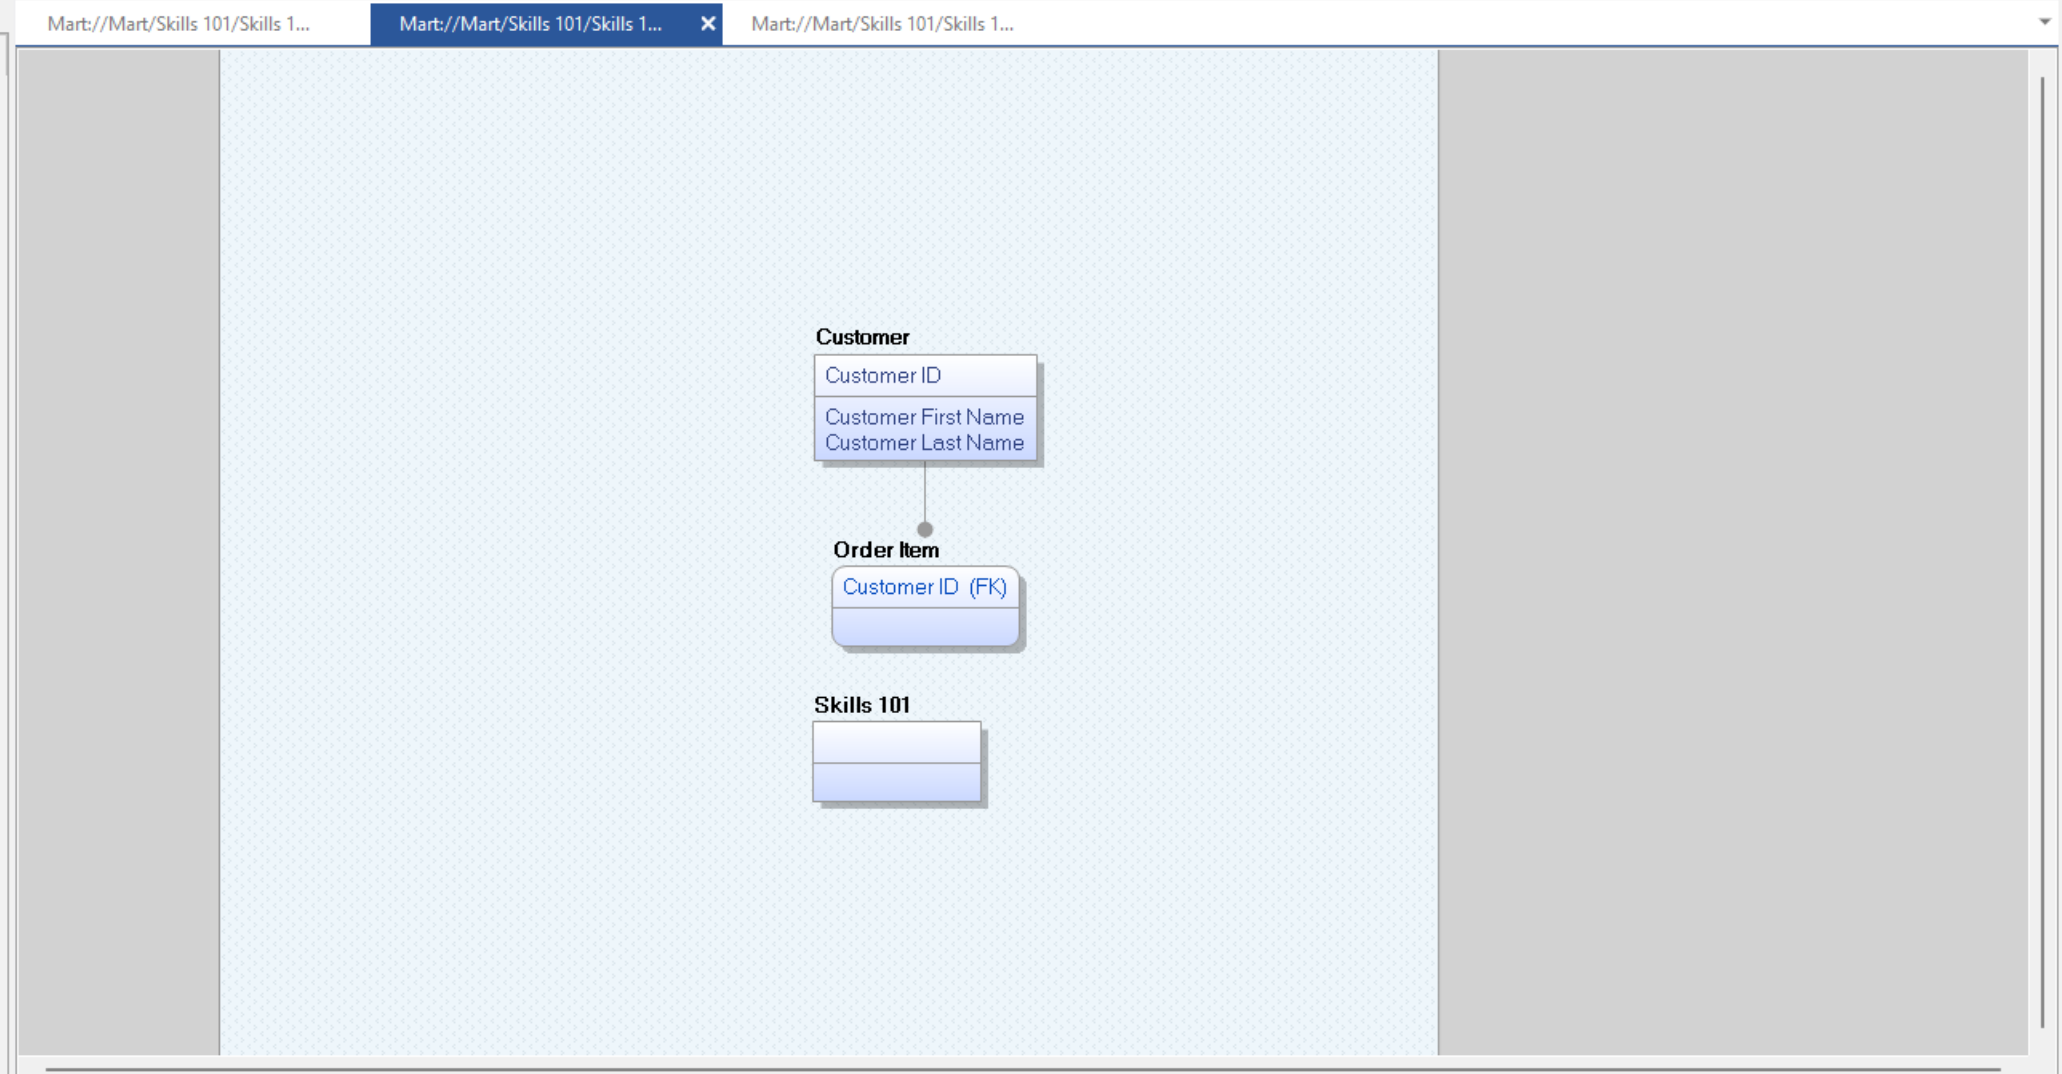 Mart://Mart/Skills 101/Skills 1...
Mart://Mart/Skills 101/Skills 1...
Mart://Mart/Skills 101/Skills 1...
Customer
Customer ID
Customer First Name
Customer Last Name
Order Item
Customer ID (FK)
Skills 101